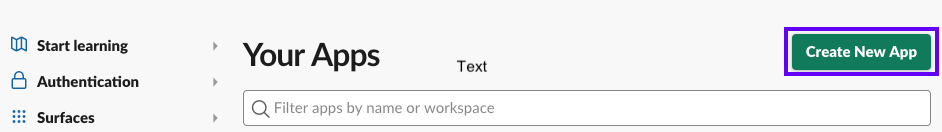 Start learning
Your Apps
Create New App
Text
Authentication
Filter apps by name or workspace
Surfaces